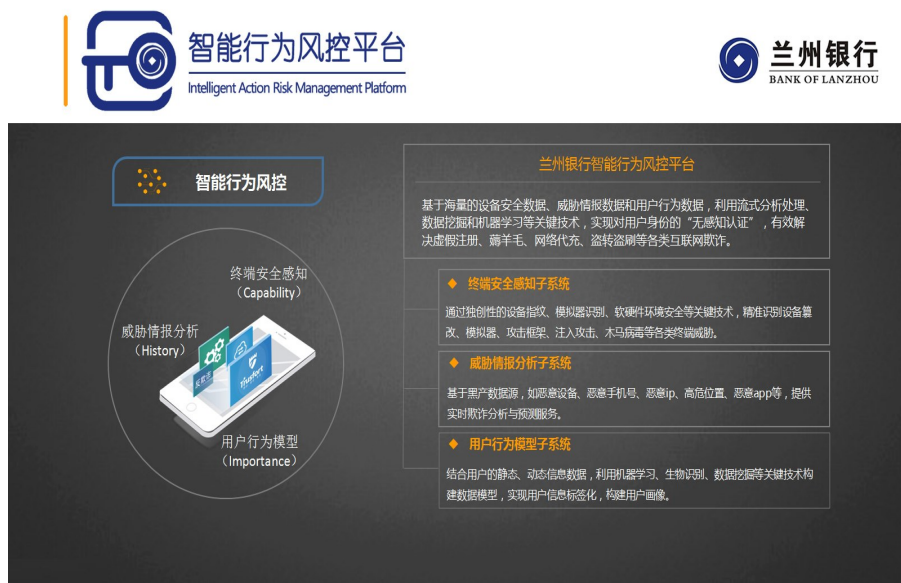 智能行为风控平台
Intelligent Action Risk Management Platform
兰州银行
BANK OF LANZHOU
智能行为风控
终端安全感知
（Capability）
威胁情报分析
（History）
Trustfort
用户行为模型
（Importance）
兰州银行智能行为风控平台
基于海量的设备安全数据、威胁情报数据和用户行为数据，利用流式分析处理、
数据挖掘和机器学习等关键技术，实现对用户身份的“无感知认证”，有效解
决虚假注册、薅羊毛、网络代充、盗转盗刷等各类互联网欺诈。
终端安全感知子系统
通过独创性的设备指纹、模拟器识别、软硬件环境安全等关键技术，精准识别设备篡
改、模拟器、攻击框架、注入攻击、木马病毒等各类终端威胁。
威胁情报分析子系统
基于黑产数据源，如恶意设备、恶意手机号、恶意ip、高危位置、恶意app等，提供
实时欺诈分析与预测服务。
用户行为模型子系统
结合用户的静态、动态信息数据，利用机器学习、生物识别、数据挖掘等关键技术构
建数据模型，实现用户信息标签化，构建用户画像。